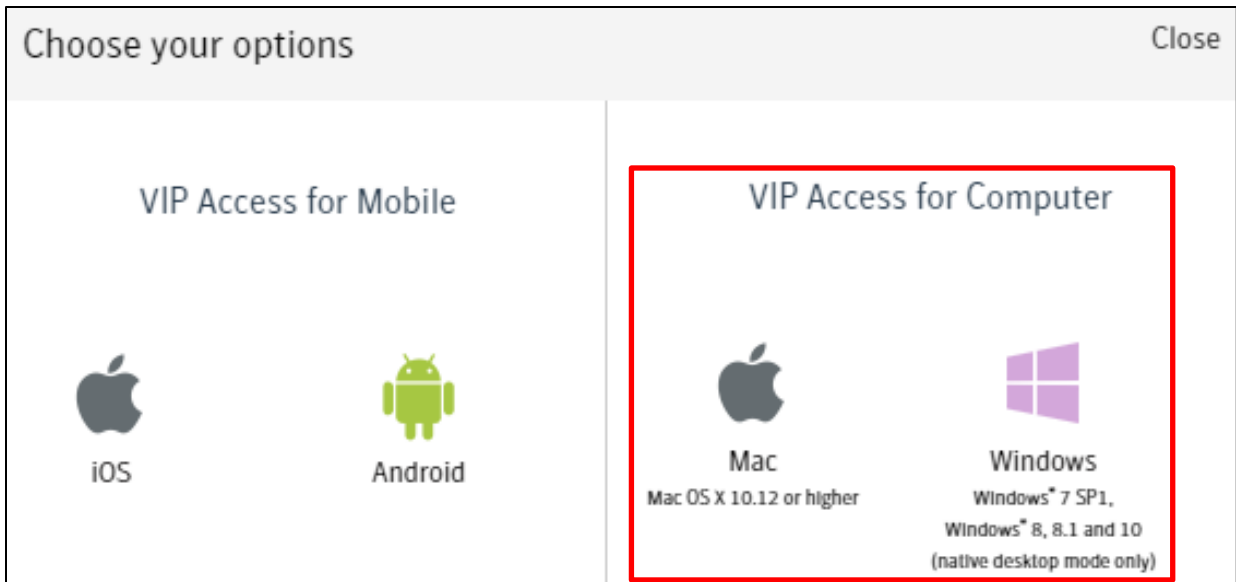 Choose your options
Close
VIP Access for Mobile
iOS
Android
VIP Access for Computer
Mac
Mac OS X 10.12 or higher
Windows
Windows® 7 SP1,
Windows® 8, 8.1 and 10
(native desktop mode only)